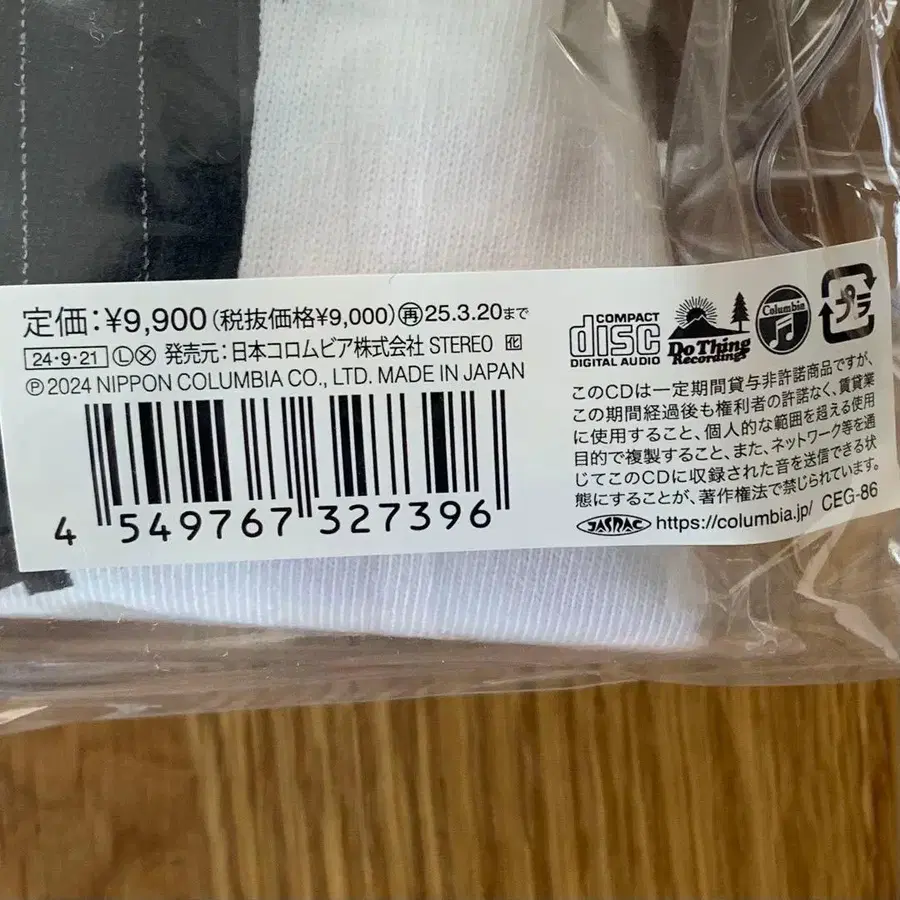 定価:¥9,900(税抜価格¥9,000)㊢25.3.20まで
24・9・21 Ⓛ ⓧ 発売元:日本コロムビア株式会社 STEREO
Ⓟ2024 NIPPON COLUMBIA CO., LTD. MADE IN JAPAN
4 549767 327396
COMPACT
disc
DIGITAL AUDIO
Do Thing
Recordings
Columbia
プラ
このCDは一定期間貸与非許諾商品ですが、
この期間経過後も権利者の許諾なく、賃貸業
に使用すること、個人的な範囲を超える使用
目的で複製すること、また、ネットワーク等を通
じてこのCDに収録された音を送信できる状
態にすることが、著作権法で禁じられています。
JASRAC https://columbia.jp/ CEG-86